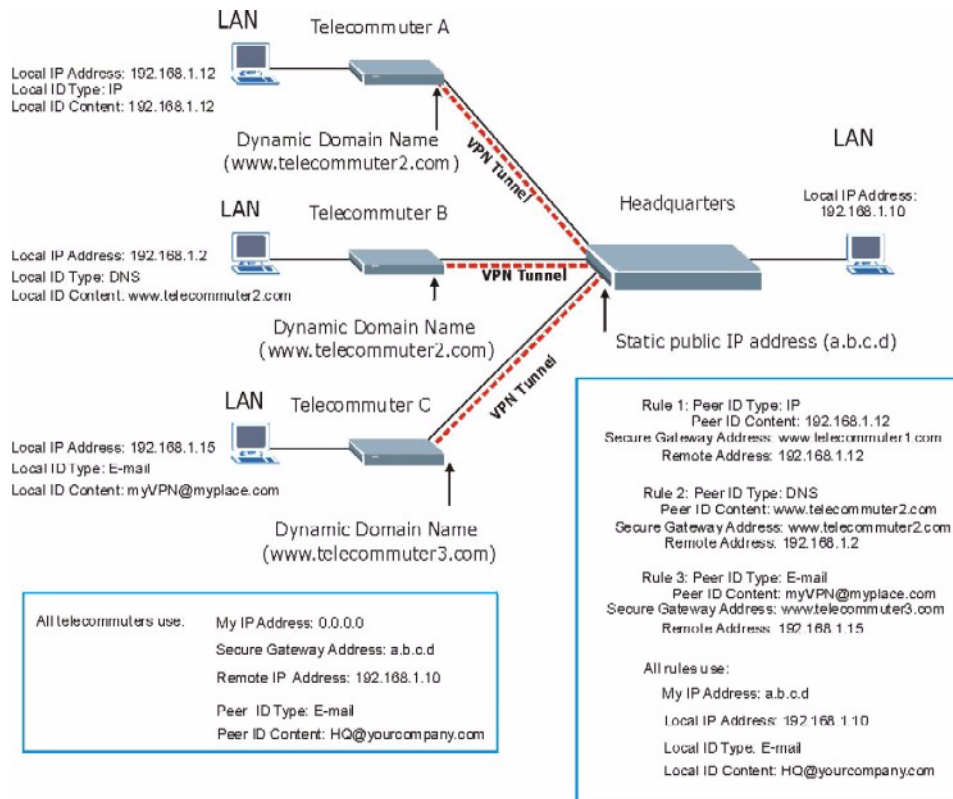 LAN
Telecommuter A
Local IP Address: 192.168.1.12
Local ID Type: IP
Local ID Content: 192.168.1.12
Dynamic Domain Name
(www.telecommuter2.com)
VPN Tunnel
LAN
Telecommuter B
Local IP Address: 192.168.1.2
Local ID Type: DNS
Local ID Content: www.telecommuter2.com
VPN Tunnel
Dynamic Domain Name
(www.telecommuter2.com)
LAN
Telecommuter C
Local IP Address: 192.168.1.15
Local ID Type: E-mail
Local ID Content: myVPN@myplace.com
VPN Tunnel
Dynamic Domain Name
(www.telecommuter3.com)
Headquarters
LAN
Local IP Address:
192.168.1.10
Static public IP address (a.b.c.d)
All telecommuters use:
My IP Address: 0.0.0.0
Secure Gateway Address: a.b.c.d
Remote IP Address: 192.168.1.10
Peer ID Type: E-mail
Peer ID Content: HQ@yourcompany.com
Rule 1: Peer ID Type: IP
Peer ID Content: 192.168.1.12
Secure Gateway Address: www.telecommuter1.com
Remote Address: 192.168.1.12
Rule 2: Peer ID Type: DNS
Peer ID Content: www.telecommuter2.com
Secure Gateway Address: www.telecommuter2.com
Remote Address: 192.168.1.2
Rule 3: Peer ID Type: E-mail
Peer ID Content: myVPN@myplace.com
Secure Gateway Address: www.telecommuter3.com
Remote Address: 192.168.1.15
All rules use:
My IP Address: a.b.c.d
Local IP Address: 192.168.1.10
Local ID Type: E-mail
Local ID Content: HQ@yourcompany.com